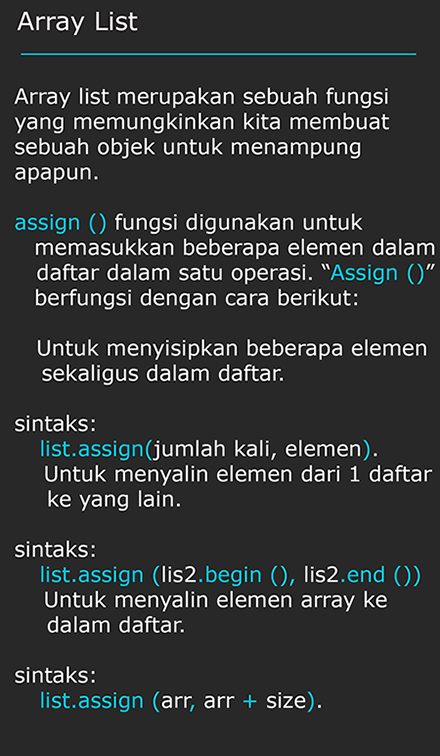 Array List
Array list merupakan sebuah fungsi
yang memungkinkan kita membuat
sebuah objek untuk menampung
apapun.
assign () fungsi digunakan untuk
memasukkan beberapa elemen dalam
daftar dalam satu operasi. “Assign ()”
berfungsi dengan cara berikut:
Untuk menyisipkan beberapa elemen
sekaligus dalam daftar.
sintaks:
list.assign(jumlah kali, elemen).
Untuk menyalin elemen dari 1 daftar
ke yang lain.
sintaks:
list.assign (lis2.begin (), lis2.end ())
Untuk menyalin elemen array ke
dalam daftar.
sintaks:
list.assign (arr, arr + size).